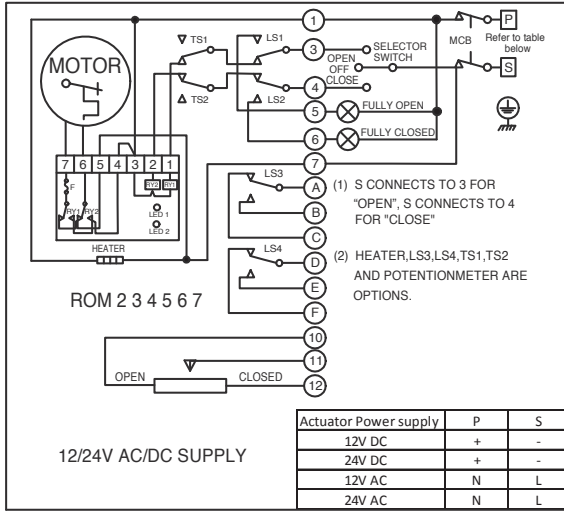 1
P
TS1
LS1
MCB
Refer to table
below
3
SELECTOR
SWITCH
OPEN
OFF
CLOSE
S
MOTOR
4
TS2
LS2
5
FULLY OPEN
6
FULLY CLOSED
7
7 6 5 4 3 2 1
F
RY1 RY2
RY2 RY1
LED 1
LED 2
HEATER
LS3
A
B
C
(1) S CONNECTS TO 3 FOR
"OPEN", S CONNECTS TO 4
FOR "CLOSE"
LS4
D
E
F
(2) HEATER,LS3,LS4,TS1,TS2
AND POTENTIONMETER ARE
OPTIONS.
ROM 2 3 4 5 6 7
10
11
12
OPEN
CLOSED
12/24V AC/DC SUPPLY
Actuator Power supply P S
12V DC + -
24V DC + -
12V AC N L
24V AC N L